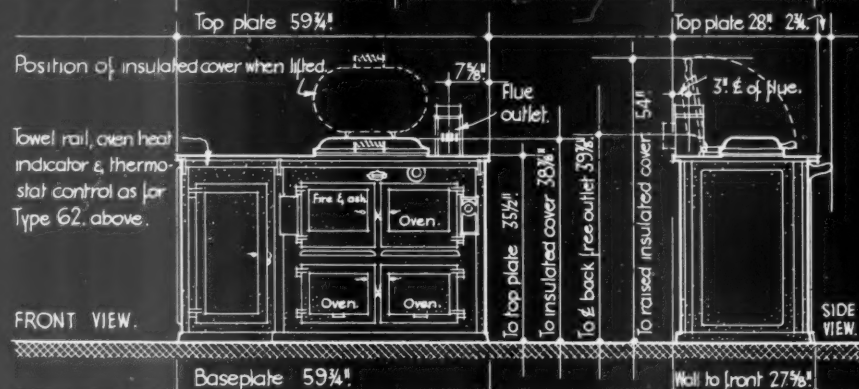 Top plate 59¾".
Top plate 28". 2¾".
Position of insulated cover when lifted.
7⅝"
Flue
outlet.
3" ℄ of flue.
Towel rail, oven heat
indicator & thermo-
stat control as for
Type 62. above.
Fire & ash
Oven.
Oven.
Oven.
To top plate 35½"
To insulated cover 38⅛"
To ℄ back flue outlet 39⅝"
To raised insulated cover 54"
FRONT VIEW.
SIDE
VIEW.
Baseplate 59¾".
Wall to front 27⅝".